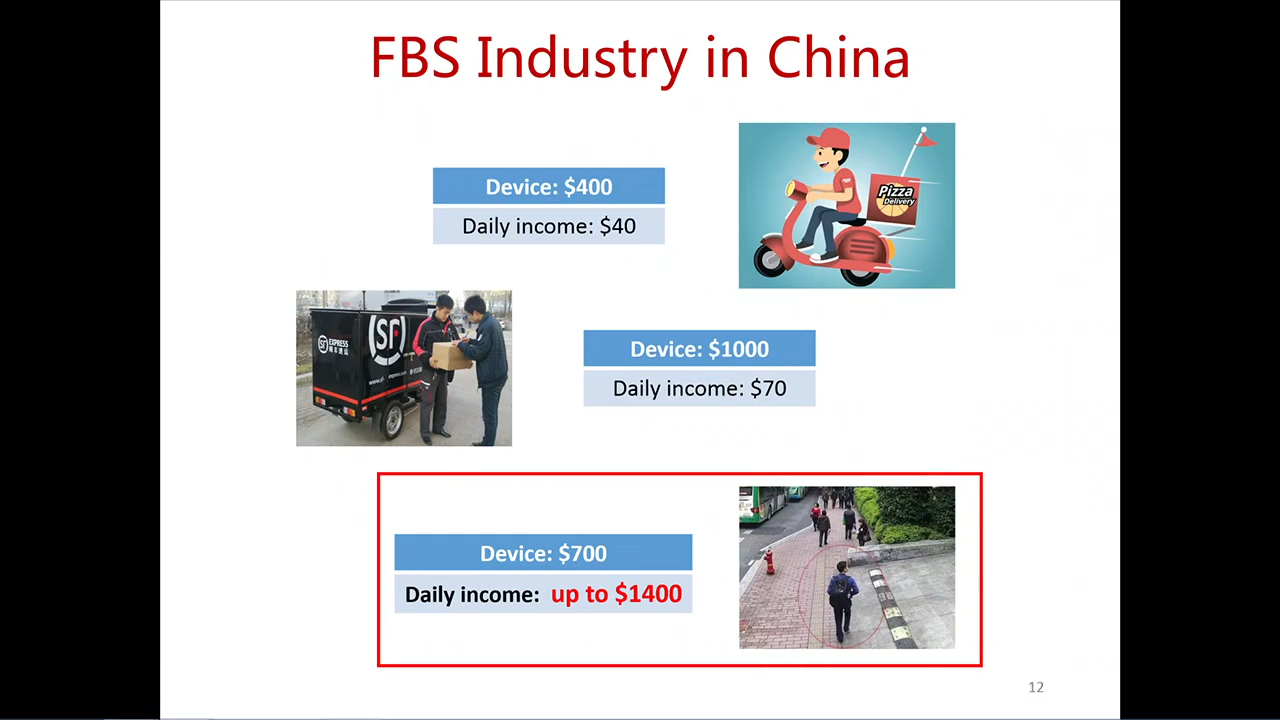 FBS Industry in China
Device: $400
Daily income: $40
Pizza
Delivery
SF
EXPRESS
Device: $1000
Daily income: $70
Device: $700
Daily income: up to $1400
12